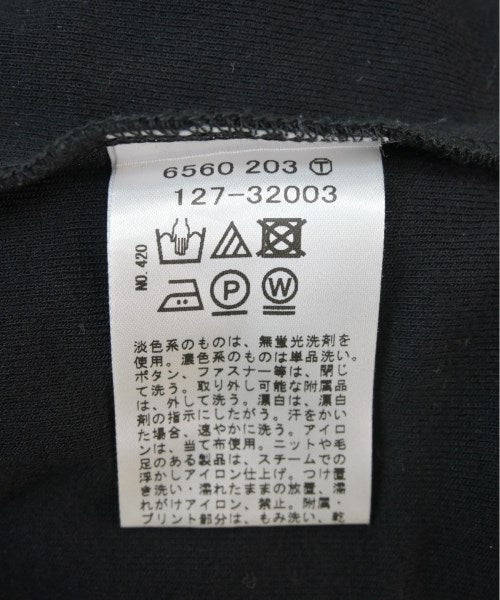 6560 203 Ⓣ
127-32003
NO.420
P W
淡色系のものは、無蛍光洗剤を
使用。濃色系のものは単品洗い。
ボタン、ファスナー等は、閉じ
て洗う。取り外し可能な附属品
は、外して洗う。漂白は、漂白
剤の指示にしたがう。汗をかい
た場合、速やかに洗う。アイロ
ンは、当て布使用。ニットや毛
足のある製品は、スチームでの
浮かしアイロン仕上げ。つけ置
き洗い・濡れたままの放置、濡
れがけアイロン、禁止。附属・
プリント部分は、もみ洗い、乾